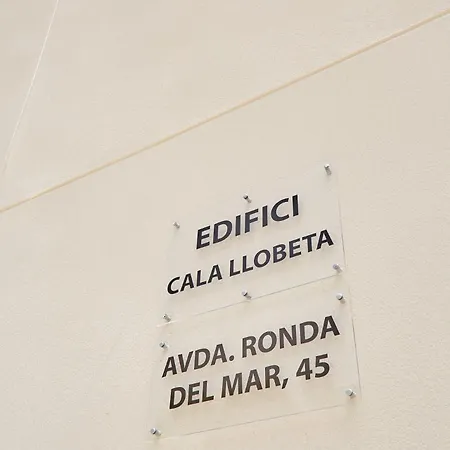 EDIFICI
CALA LLOBETA
AVDA. RONDA
DEL MAR, 45